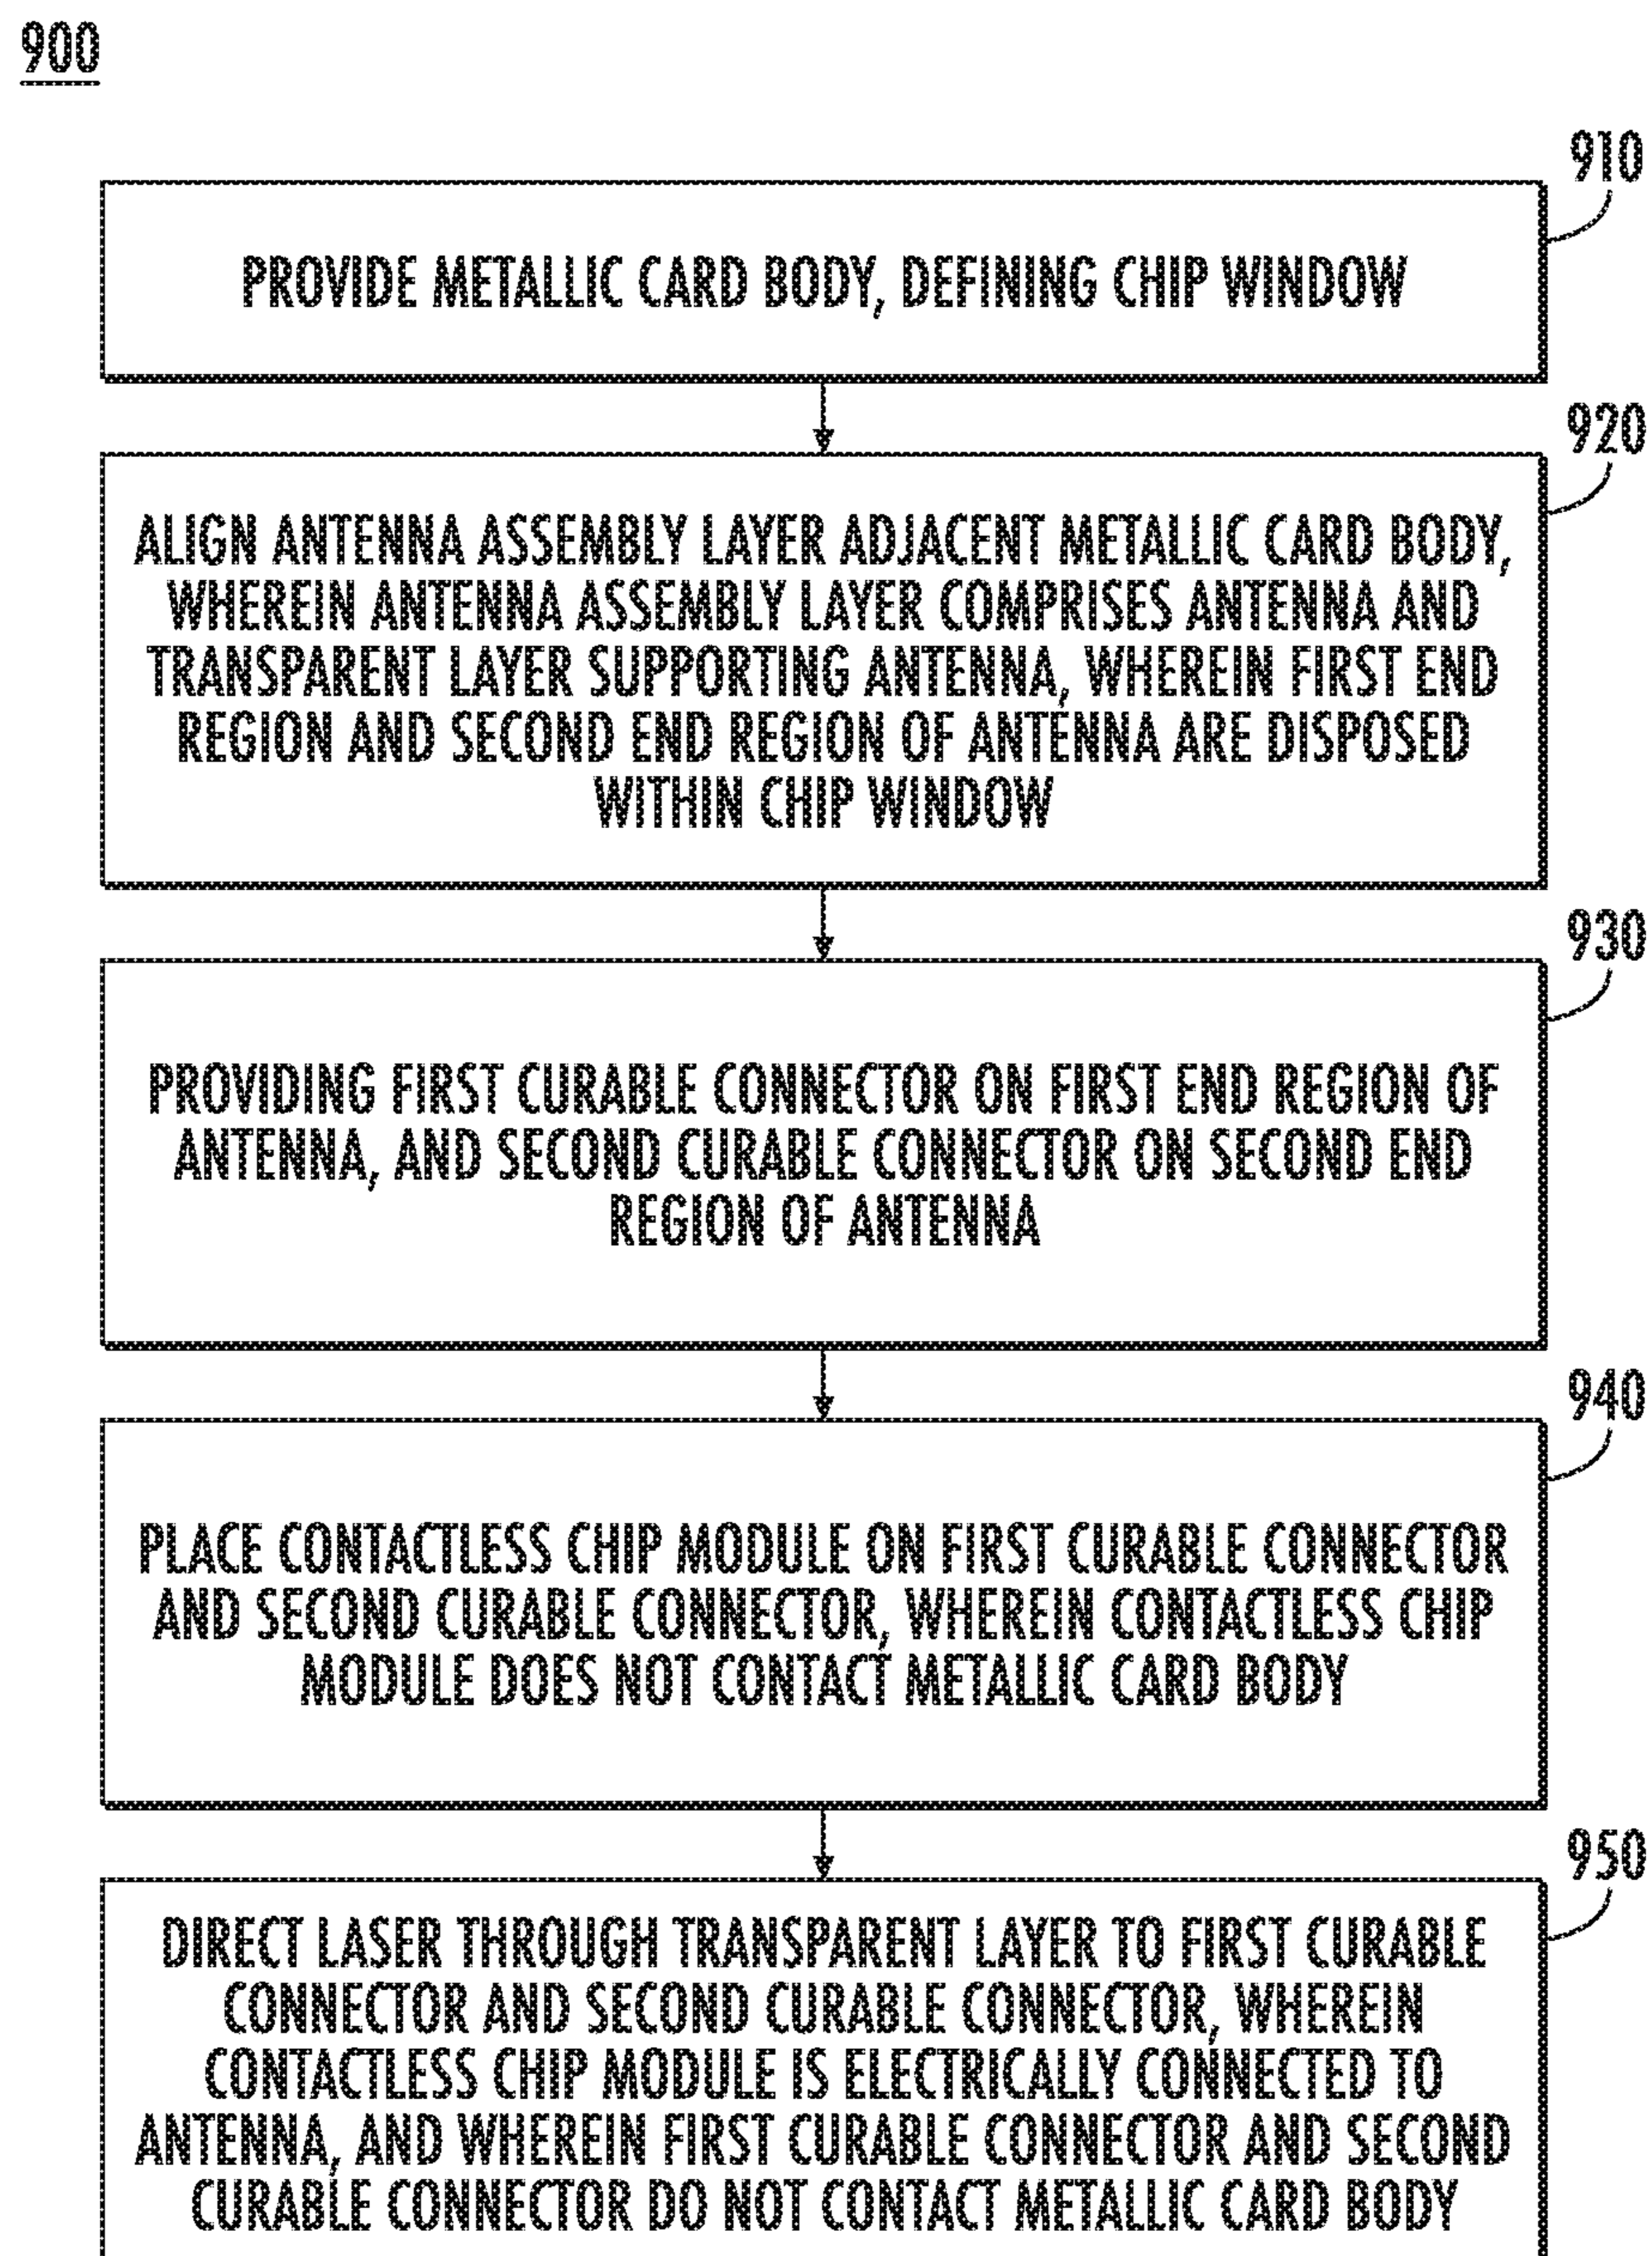 900
910
PROVIDE METALLIC CARD BODY, DEFINING CHIP WINDOW
920
ALIGN ANTENNA ASSEMBLY LAYER ADJACENT METALLIC CARD BODY,
WHEREIN ANTENNA ASSEMBLY LAYER COMPRISES ANTENNA AND
TRANSPARENT LAYER SUPPORTING ANTENNA, WHEREIN FIRST END
REGION AND SECOND END REGION OF ANTENNA ARE DISPOSED
WITHIN CHIP WINDOW
930
PROVIDING FIRST CURABLE CONNECTOR ON FIRST END REGION OF
ANTENNA, AND SECOND CURABLE CONNECTOR ON SECOND END
REGION OF ANTENNA
940
PLACE CONTACTLESS CHIP MODULE ON FIRST CURABLE CONNECTOR
AND SECOND CURABLE CONNECTOR, WHEREIN CONTACTLESS CHIP
MODULE DOES NOT CONTACT METALLIC CARD BODY
950
DIRECT LASER THROUGH TRANSPARENT LAYER TO FIRST CURABLE
CONNECTOR AND SECOND CURABLE CONNECTOR, WHEREIN
CONTACTLESS CHIP MODULE IS ELECTRICALLY CONNECTED TO
ANTENNA, AND WHEREIN FIRST CURABLE CONNECTOR AND SECOND
CURABLE CONNECTOR DO NOT CONTACT METALLIC CARD BODY